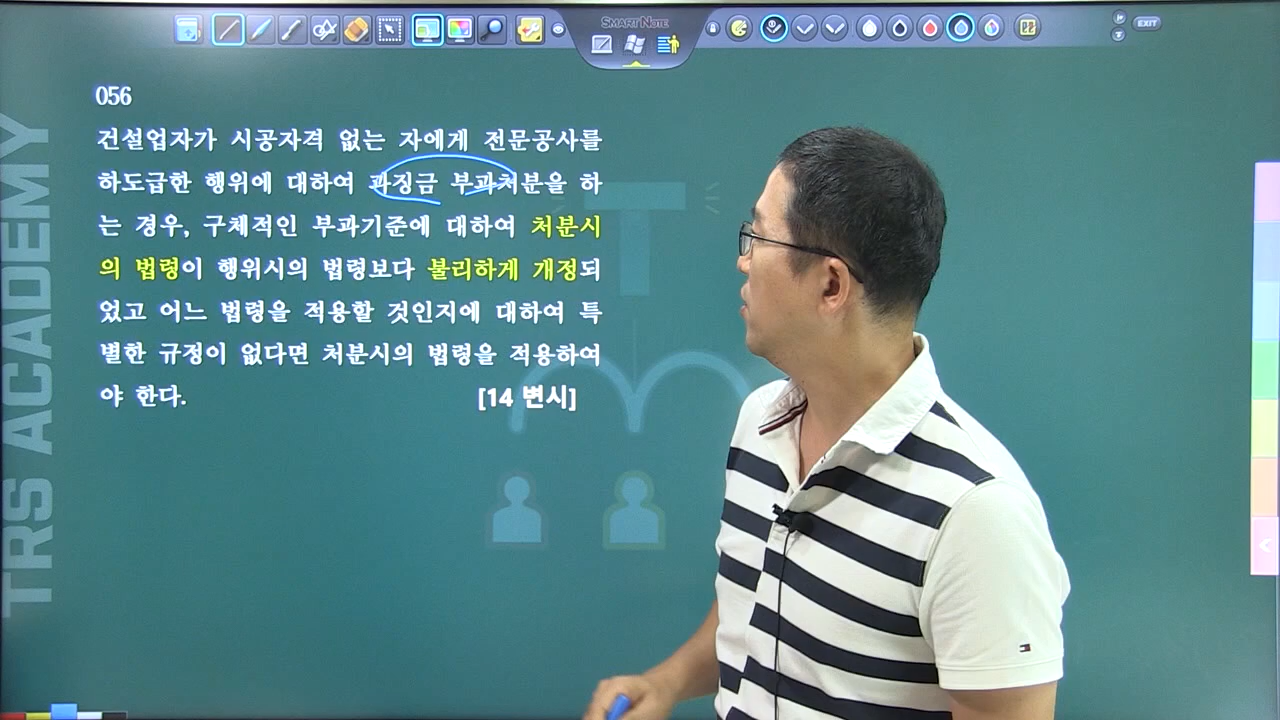 SMART NOTE
EXIT
056
건설업자가 시공자격 없는 자에게 전문공사를
하도급한 행위에 대하여 과징금 부과처분을 하
는 경우, 구체적인 부과기준에 대하여 처분시
의 법령이 행위시의 법령보다 불리하게 개정되
었고 어느 법령을 적용할 것인지에 대하여 특
별한 규정이 없다면 처분시의 법령을 적용하여
야 한다.
[14 변시]
TRS ACADEMY